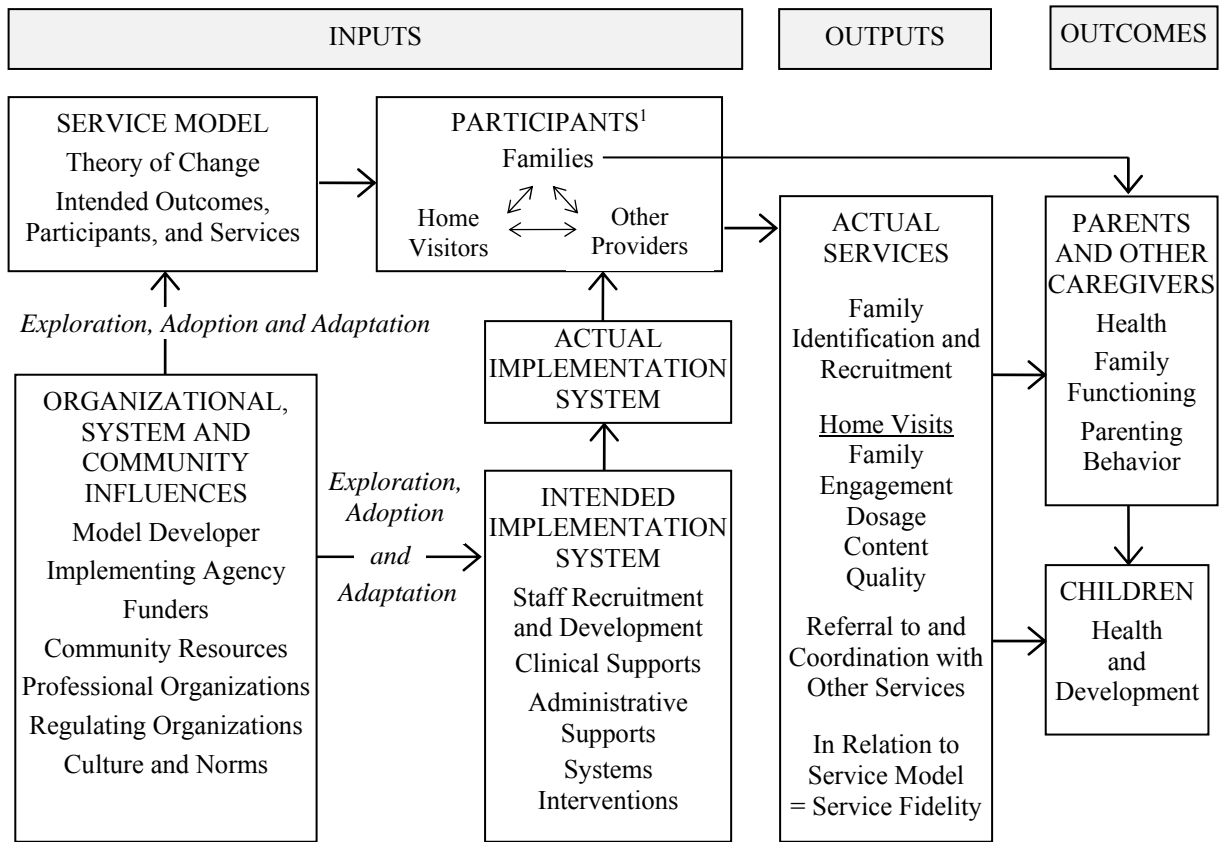 INPUTS
OUTPUTS
OUTCOMES
SERVICE MODEL
Theory of Change
Intended Outcomes,
Participants, and Services
PARTICIPANTS¹
Families
Home
Visitors
Other
Providers
Exploration, Adoption and Adaptation
ORGANIZATIONAL,
SYSTEM AND
COMMUNITY
INFLUENCES
Model Developer
Implementing Agency
Funders
Community Resources
Professional Organizations
Regulating Organizations
Culture and Norms
Exploration,
Adoption
and
Adaptation
ACTUAL
IMPLEMENTATION
SYSTEM
INTENDED
IMPLEMENTATION
SYSTEM
Staff Recruitment
and Development
Clinical Supports
Administrative
Supports
Systems
Interventions
ACTUAL
SERVICES
Family
Identification and
Recruitment
Home Visits
Family
Engagement
Dosage
Content
Quality
Referral to and
Coordination with
Other Services
In Relation to
Service Model
= Service Fidelity
PARENTS
AND OTHER
CAREGIVERS
Health
Family
Functioning
Parenting
Behavior
CHILDREN
Health
and
Development